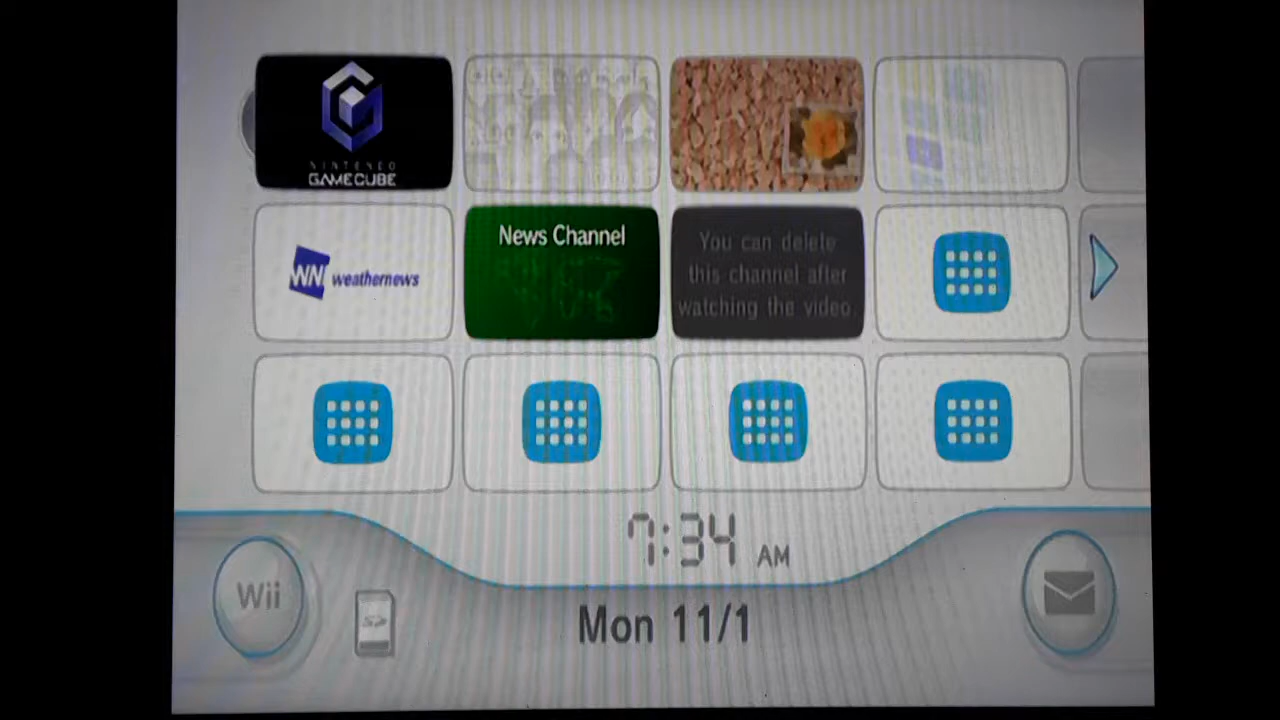 NINTENDO
GAMECUBE
WN weathernews
News Channel
You can delete
this channel after
watching the video
7:34 AM
Wii
SD
Mon 11/1